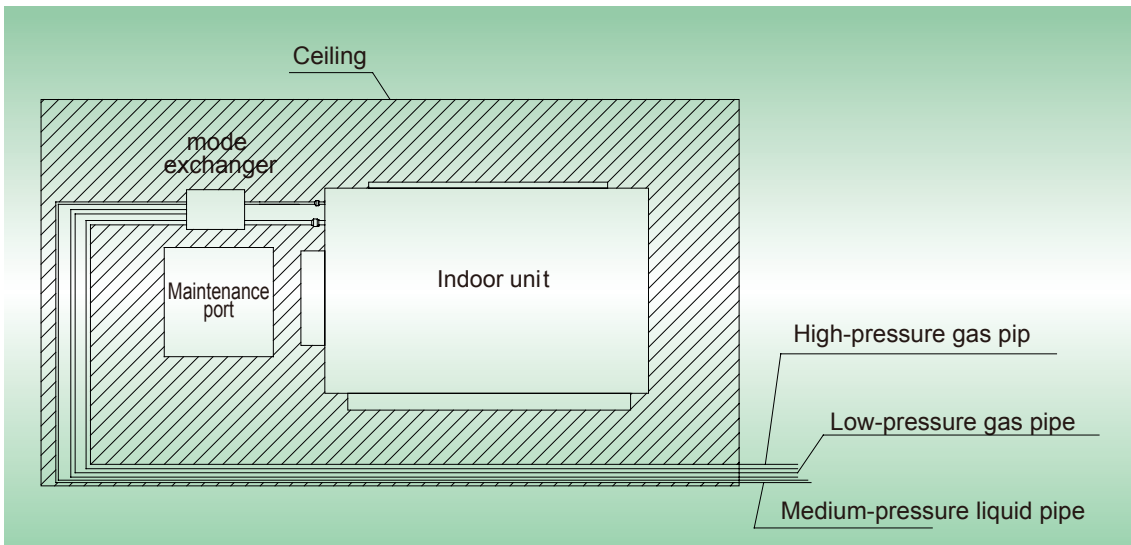 Ceiling
mode
exchanger
Maintenance
port
Indoor unit
High-pressure gas pip
Low-pressure gas pipe
Medium-pressure liquid pipe